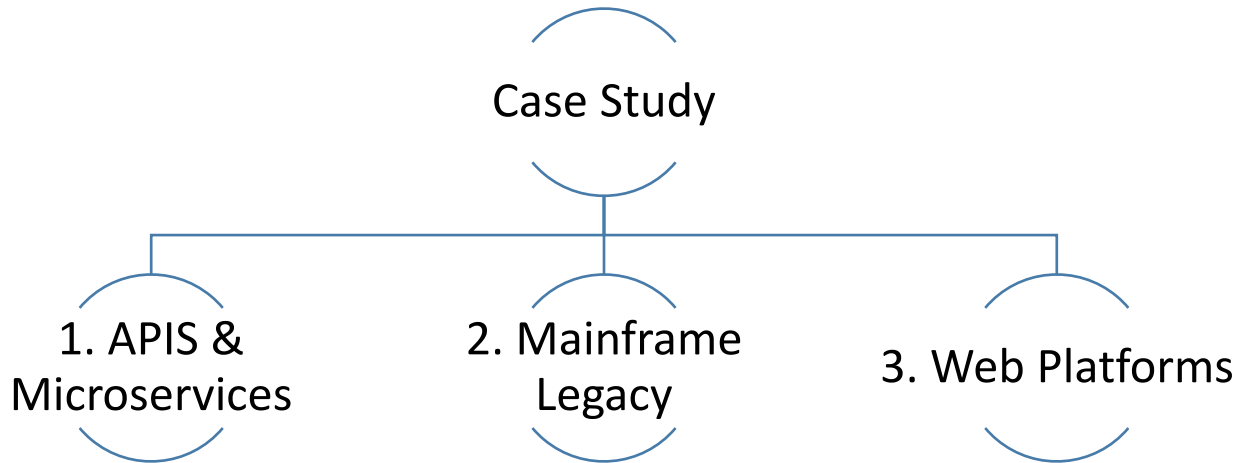 Case Study
1. APIS &
Microservices
2. Mainframe
Legacy
3. Web Platforms